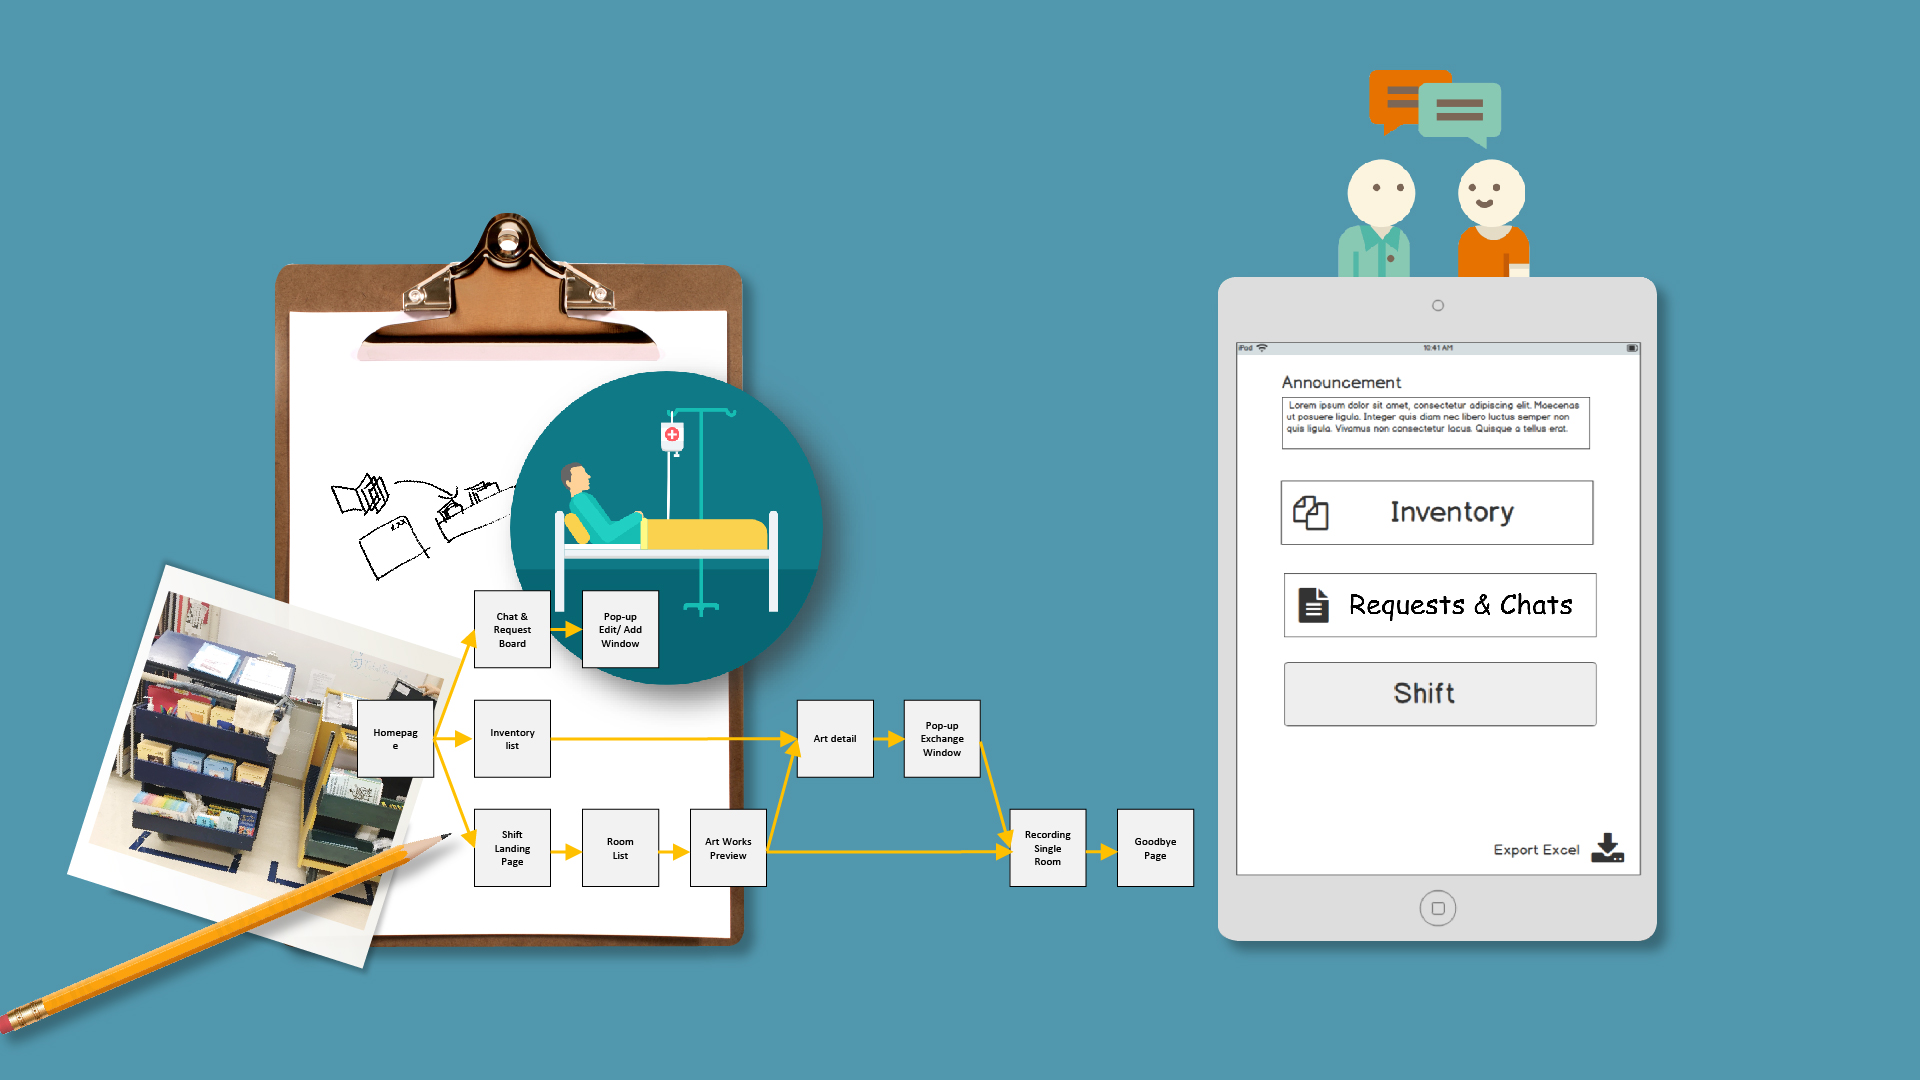 Chat &
Request
Board
Pop-up
Edit/ Add
Window
Homepag
e
Inventory
list
Art detail
Pop-up
Exchange
Window
Shift
Landing
Page
Room
List
Art Works
Preview
Recording
Single
Room
Goodbye
Page
iPod 10:41 AM
Announcement
Lorem ipsum dolor sit amet, consectetur adipiscing elit. Maecenas
ut posuere ligula. Integer quis diam nec libero luctus semper non
quis ligula. Vivamus non consectetur lacus. Quisque a tellus erat.
Inventory
Requests & Chats
Shift
Export Excel